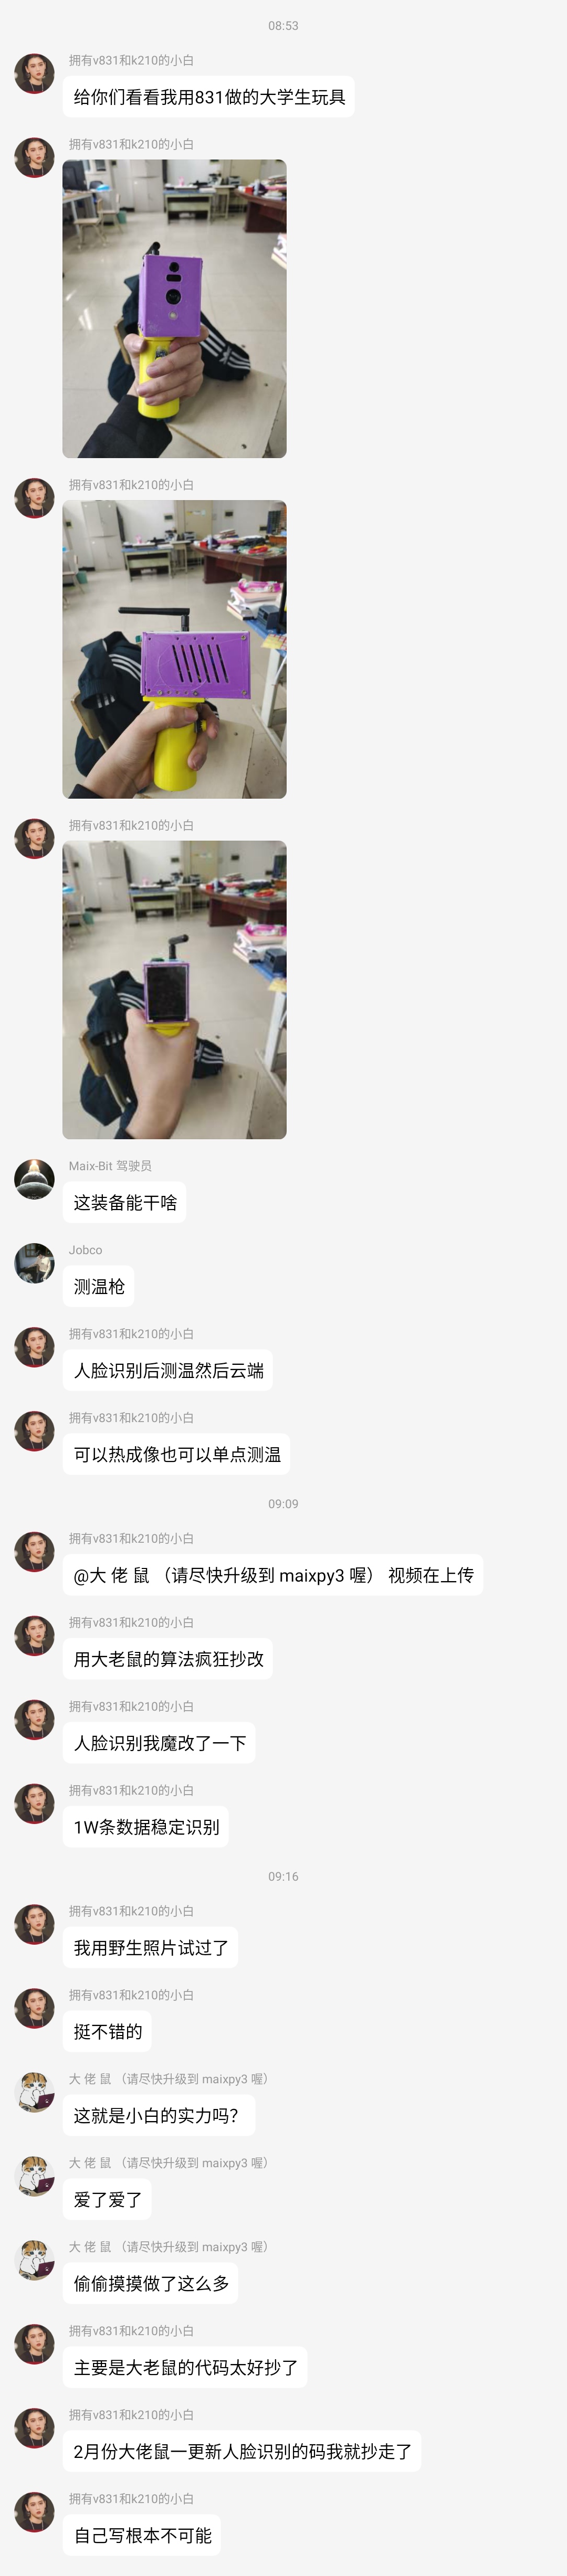 08:53
拥有v831和k210的小白
给你们看看我用831做的大学生玩具
拥有v831和k210的小白
拥有v831和k210的小白
拥有v831和k210的小白
Maix-Bit 驾驶员
这装备能干啥
Jobco
测温枪
拥有v831和k210的小白
人脸识别后测温然后云端
拥有v831和k210的小白
可以热成像也可以单点测温
09:09
拥有v831和k210的小白
@大 佬 鼠 （请尽快升级到 maixpy3 喔） 视频在上传
拥有v831和k210的小白
用大老鼠的算法疯狂抄改
拥有v831和k210的小白
人脸识别我魔改了一下
拥有v831和k210的小白
1W条数据稳定识别
09:16
拥有v831和k210的小白
我用野生照片试过了
拥有v831和k210的小白
挺不错的
大 佬 鼠 （请尽快升级到 maixpy3 喔）
这就是小白的实力吗？
大 佬 鼠 （请尽快升级到 maixpy3 喔）
爱了爱了
大 佬 鼠 （请尽快升级到 maixpy3 喔）
偷偷摸摸做了这么多
拥有v831和k210的小白
主要是大老鼠的代码太好抄了
拥有v831和k210的小白
2月份大佬鼠一更新人脸识别的码我就抄走了
拥有v831和k210的小白
自己写根本不可能